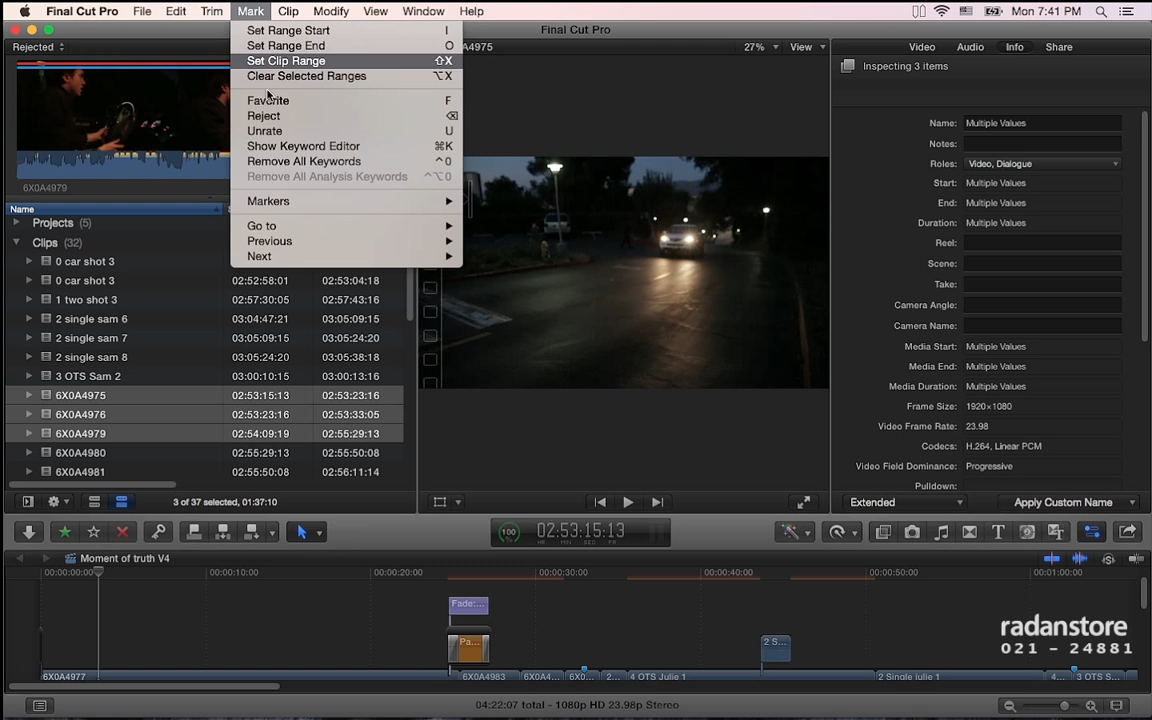 Final Cut Pro File Edit Trim Mark Clip Modify View Window Help Mon 7:41 PM
Final Cut Pro
Rejected
A4975 27% View
Video Audio Info Share
Inspecting 3 items
Set Range Start I
Set Range End O
Set Clip Range ⇧X
Clear Selected Ranges ⌥X
Favorite F
Reject ⌫
Unrate U
Show Keyword Editor ⌘K
Remove All Keywords ^0
Remove All Analysis Keywords ^⌥0
Markers
Go to
Previous
Next
6X0A4979
Name
Projects (5)
Clips (32)
0 car shot 3
0 car shot 3 02:52:58:01 02:53:04:18
1 two shot 3 02:57:30:05 02:57:43:16
2 single sam 6 03:04:47:21 03:05:09:15
2 single sam 7 03:05:09:15 03:05:24:20
2 single sam 8 03:05:24:20 03:05:38:18
3 OTS Sam 2 03:00:10:15 03:00:13:16
6X0A4975 02:53:15:13 02:53:23:16
6X0A4976 02:53:23:16 02:53:33:05
6X0A4979 02:54:09:19 02:55:29:13
6X0A4980 02:55:29:13 02:55:50:08
6X0A4981 02:55:50:08 02:56:11:14
3 of 37 selected, 01:37:10
Name: Multiple Values
Notes:
Roles: Video, Dialogue
Start: Multiple Values
End: Multiple Values
Duration: Multiple Values
Reel:
Scene:
Take:
Camera Angle:
Camera Name:
Media Start: Multiple Values
Media End: Multiple Values
Media Duration: Multiple Values
Frame Size: 1920×1080
Video Frame Rate: 23.98
Codecs: H.264, Linear PCM
Video Field Dominance: Progressive
Pulldown:
Extended Apply Custom Name
100 02:53:15:13
HR MIN SEC FR
Moment of truth V4
00:00:00:00 00:00:10:00 00:00:20:00 00:00:30:00 00:00:40:00 00:00:50:00 00:01:00:00
Fade:...
Pa... 2 S...
6X0A4977 6X0A4983 6X0A4... 6X0... 2... 4 OTS Julie 1 2 Single Julie 1 4... 3 OTS S...
radanstore
021 - 24881
04:22:07 total - 1080p HD 23.98p Stereo